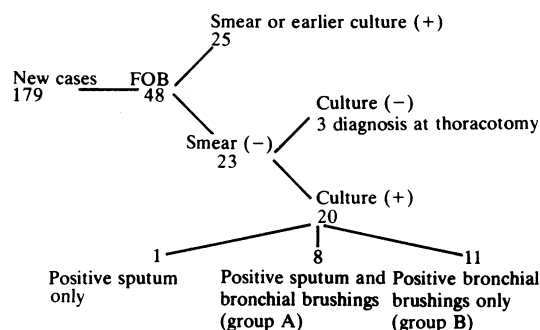 Smear or earlier culture (+)
25
New cases
179
FOB
48
Culture (−)
3 diagnosis at thoracotomy
Smear (−)
23
Culture (+)
20
1
Positive sputum
only
8
Positive sputum and
bronchial brushings
(group A)
11
Positive bronchial
brushings only
(group B)